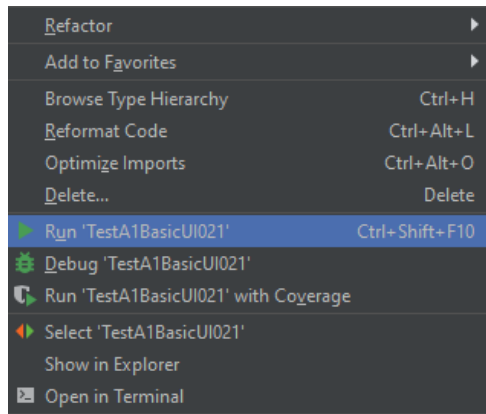 Refactor
Add to Favorites
Browse Type Hierarchy Ctrl+H
Reformat Code Ctrl+Alt+L
Optimize Imports Ctrl+Alt+O
Delete... Delete
Run 'TestA1BasicUI021' Ctrl+Shift+F10
Debug 'TestA1BasicUI021'
Run 'TestA1BasicUI021' with Coverage
Select 'TestA1BasicUI021'
Show in Explorer
Open in Terminal